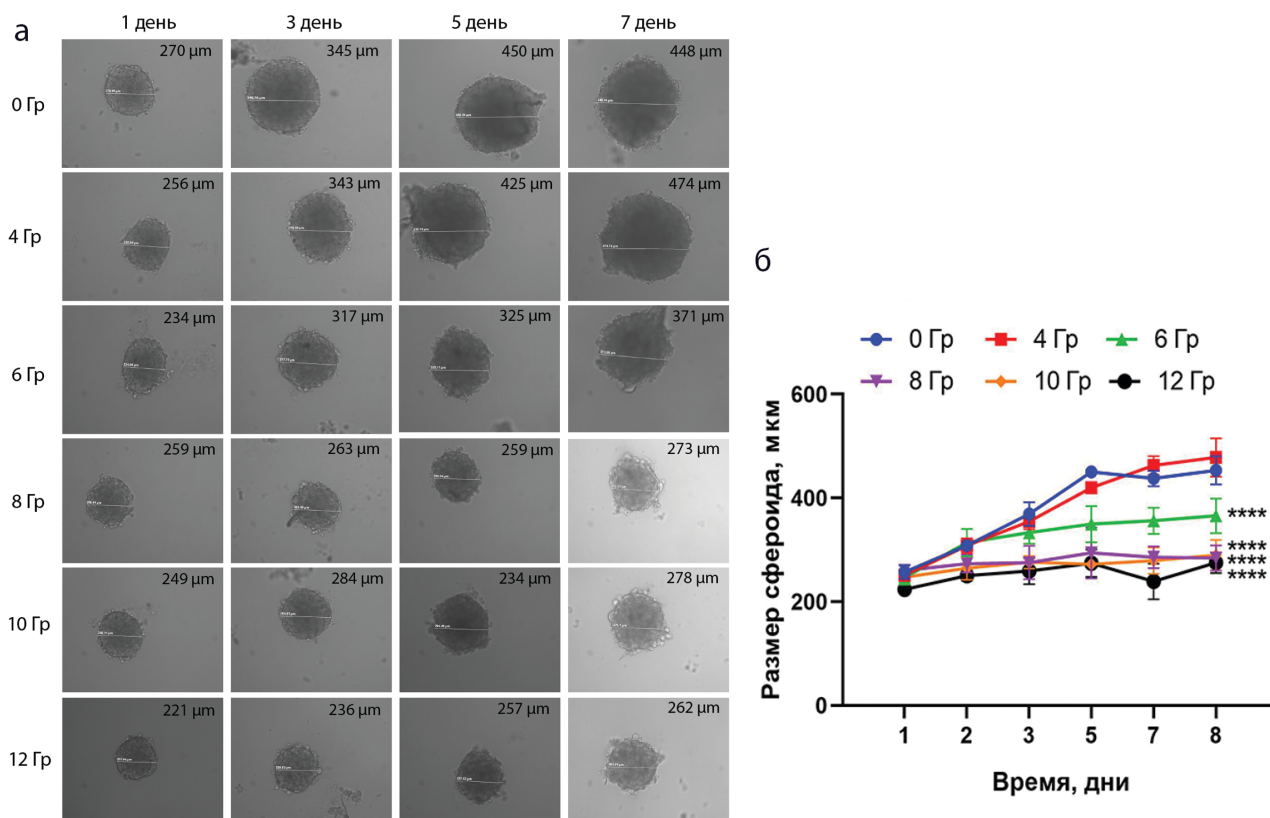 а
1 день 3 день 5 день 7 день
0 Гр
270 µm 345 µm 450 µm 448 µm
4 Гр
256 µm 343 µm 425 µm 474 µm
6 Гр
234 µm 317 µm 325 µm 371 µm
8 Гр
259 µm 263 µm 259 µm 273 µm
10 Гр
249 µm 284 µm 234 µm 278 µm
12 Гр
221 µm 236 µm 257 µm 262 µm
б
0 Гр 4 Гр 6 Гр
8 Гр 10 Гр 12 Гр
Размер сфероида, мкм
600
400
200
0
****
****
****
****
1 2 3 5 7 8
Время, дни